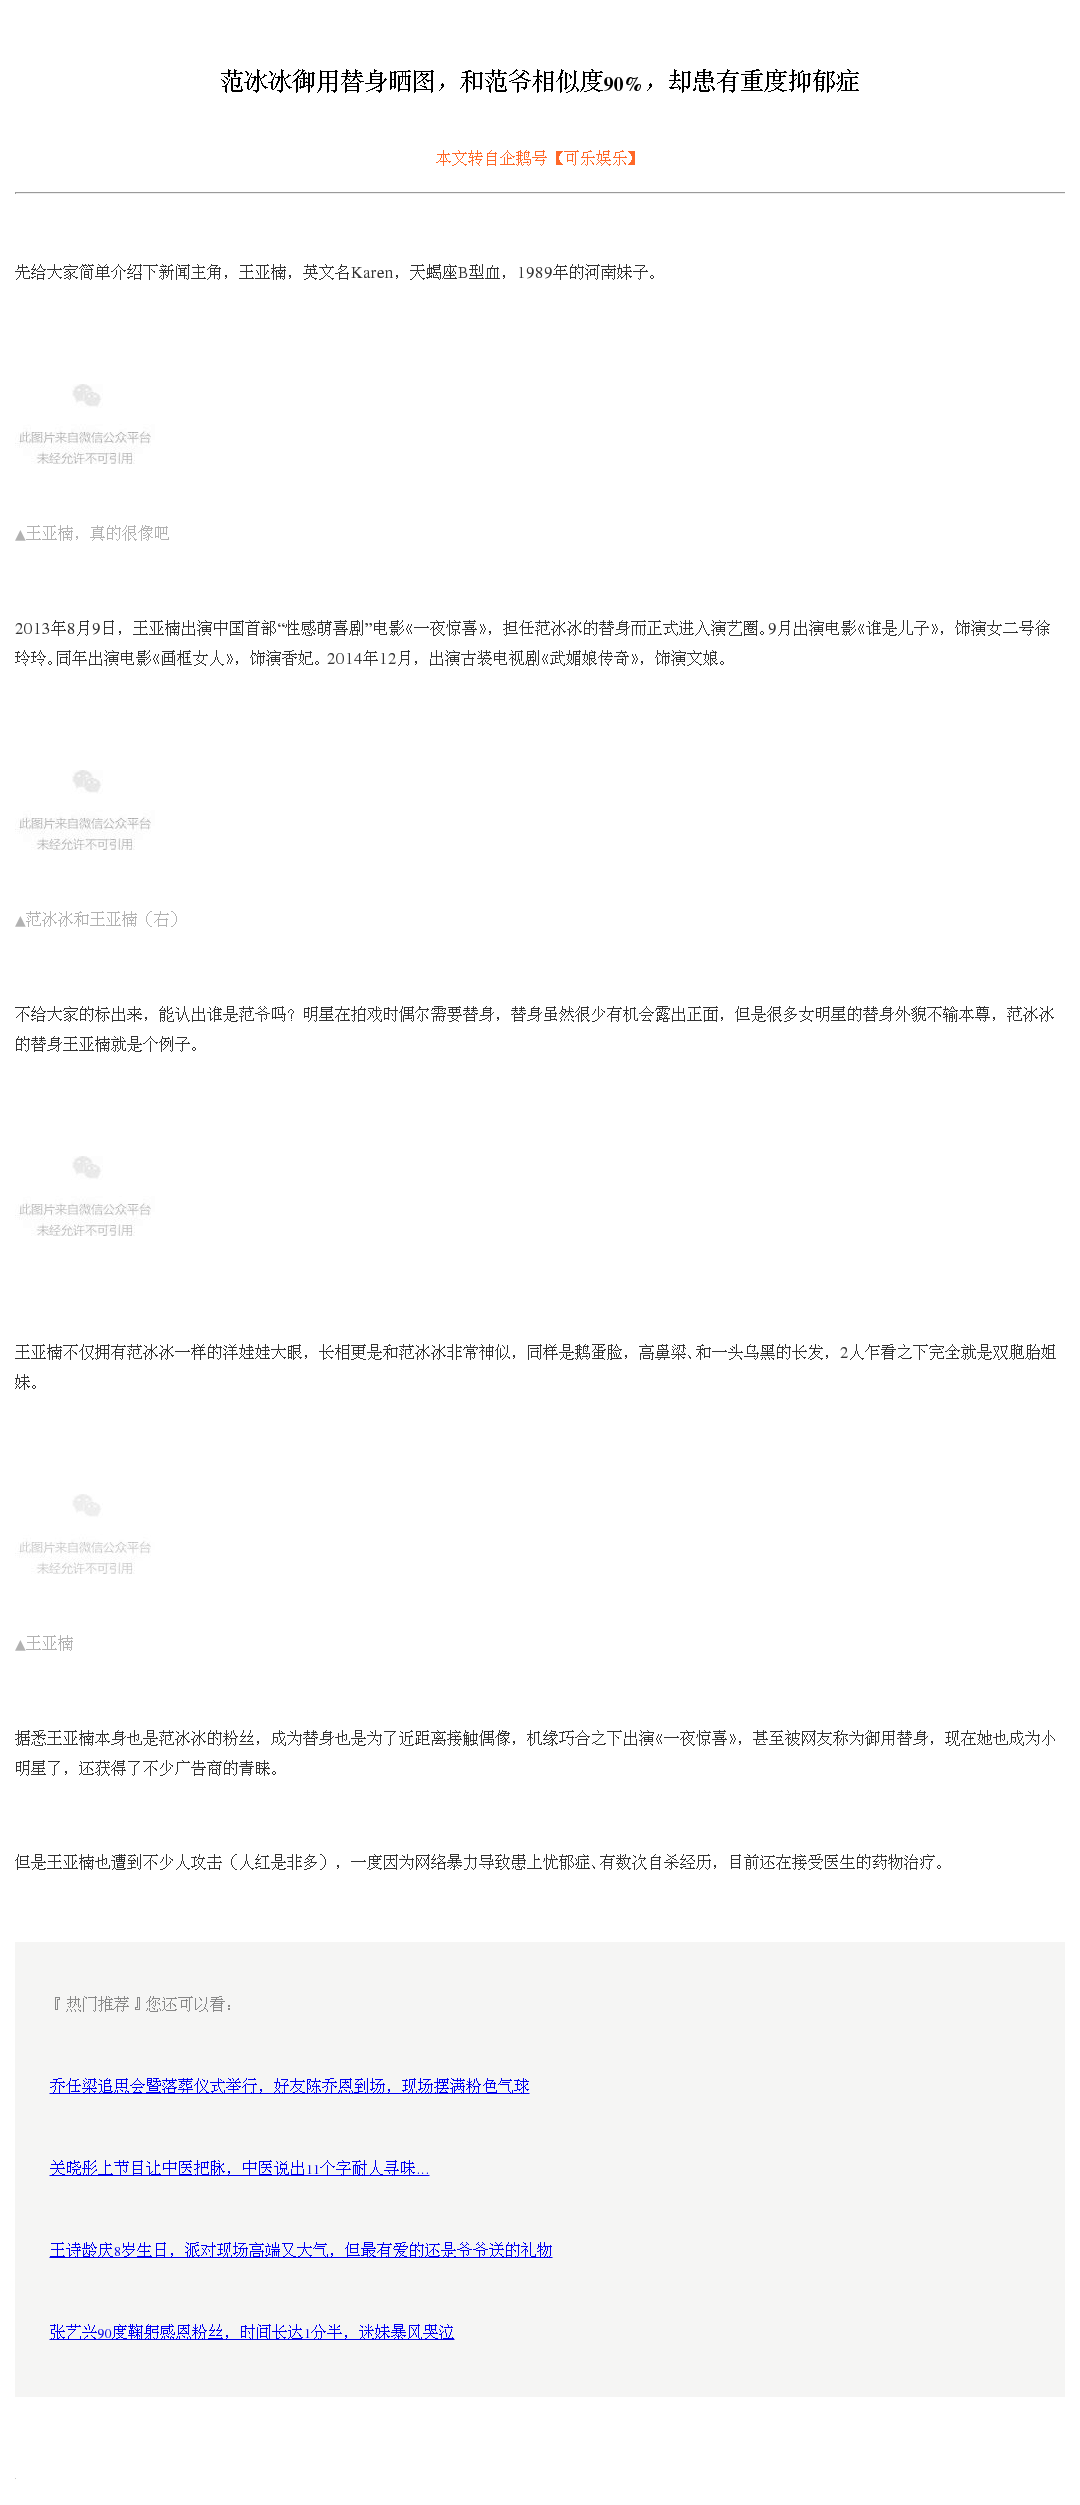 范冰冰御用替身晒图，和范爷相似度90%，却患有重度抑郁症
本文转自企鹅号【可乐娱乐】
先给大家简单介绍下新闻主角，王亚楠，英文名Karen，天蝎座B型血，1989年的河南妹子。
此图片来自微信公众平台
未经允许不可引用
▲王亚楠，真的很像吧
2013年8月9日，王亚楠出演中国首部“性感萌喜剧”电影《一夜惊喜》，担任范冰冰的替身而正式进入演艺圈。9月出演电影《谁是儿子》，饰演女二号徐
玲玲。同年出演电影《画框女人》，饰演香妃。2014年12月，出演古装电视剧《武媚娘传奇》，饰演文娘。
此图片来自微信公众平台
未经允许不可引用
▲范冰冰和王亚楠（右）
不给大家的标出来，能认出谁是范爷吗？明星在拍戏时偶尔需要替身，替身虽然很少有机会露出正面，但是很多女明星的替身外貌不输本尊，范冰冰
的替身王亚楠就是个例子。
此图片来自微信公众平台
未经允许不可引用
王亚楠不仅拥有范冰冰一样的洋娃娃大眼，长相更是和范冰冰非常神似，同样是鹅蛋脸，高鼻梁、和一头乌黑的长发，2人乍看之下完全就是双胞胎姐
妹。
此图片来自微信公众平台
未经允许不可引用
▲王亚楠
据悉王亚楠本身也是范冰冰的粉丝，成为替身也是为了近距离接触偶像，机缘巧合之下出演《一夜惊喜》，甚至被网友称为御用替身，现在她也成为小
明星了，还获得了不少广告商的青睐。
但是王亚楠也遭到不少人攻击（人红是非多），一度因为网络暴力导致患上忧郁症、有数次自杀经历，目前还在接受医生的药物治疗。
『热门推荐』您还可以看：
乔任梁追思会暨落葬仪式举行，好友陈乔恩到场，现场摆满粉色气球
关晓彤上节目让中医把脉，中医说出11个字耐人寻味...
王诗龄庆8岁生日，派对现场高端又大气，但最有爱的还是爷爷送的礼物
张艺兴90度鞠躬感恩粉丝，时间长达1分半，迷妹暴风哭泣